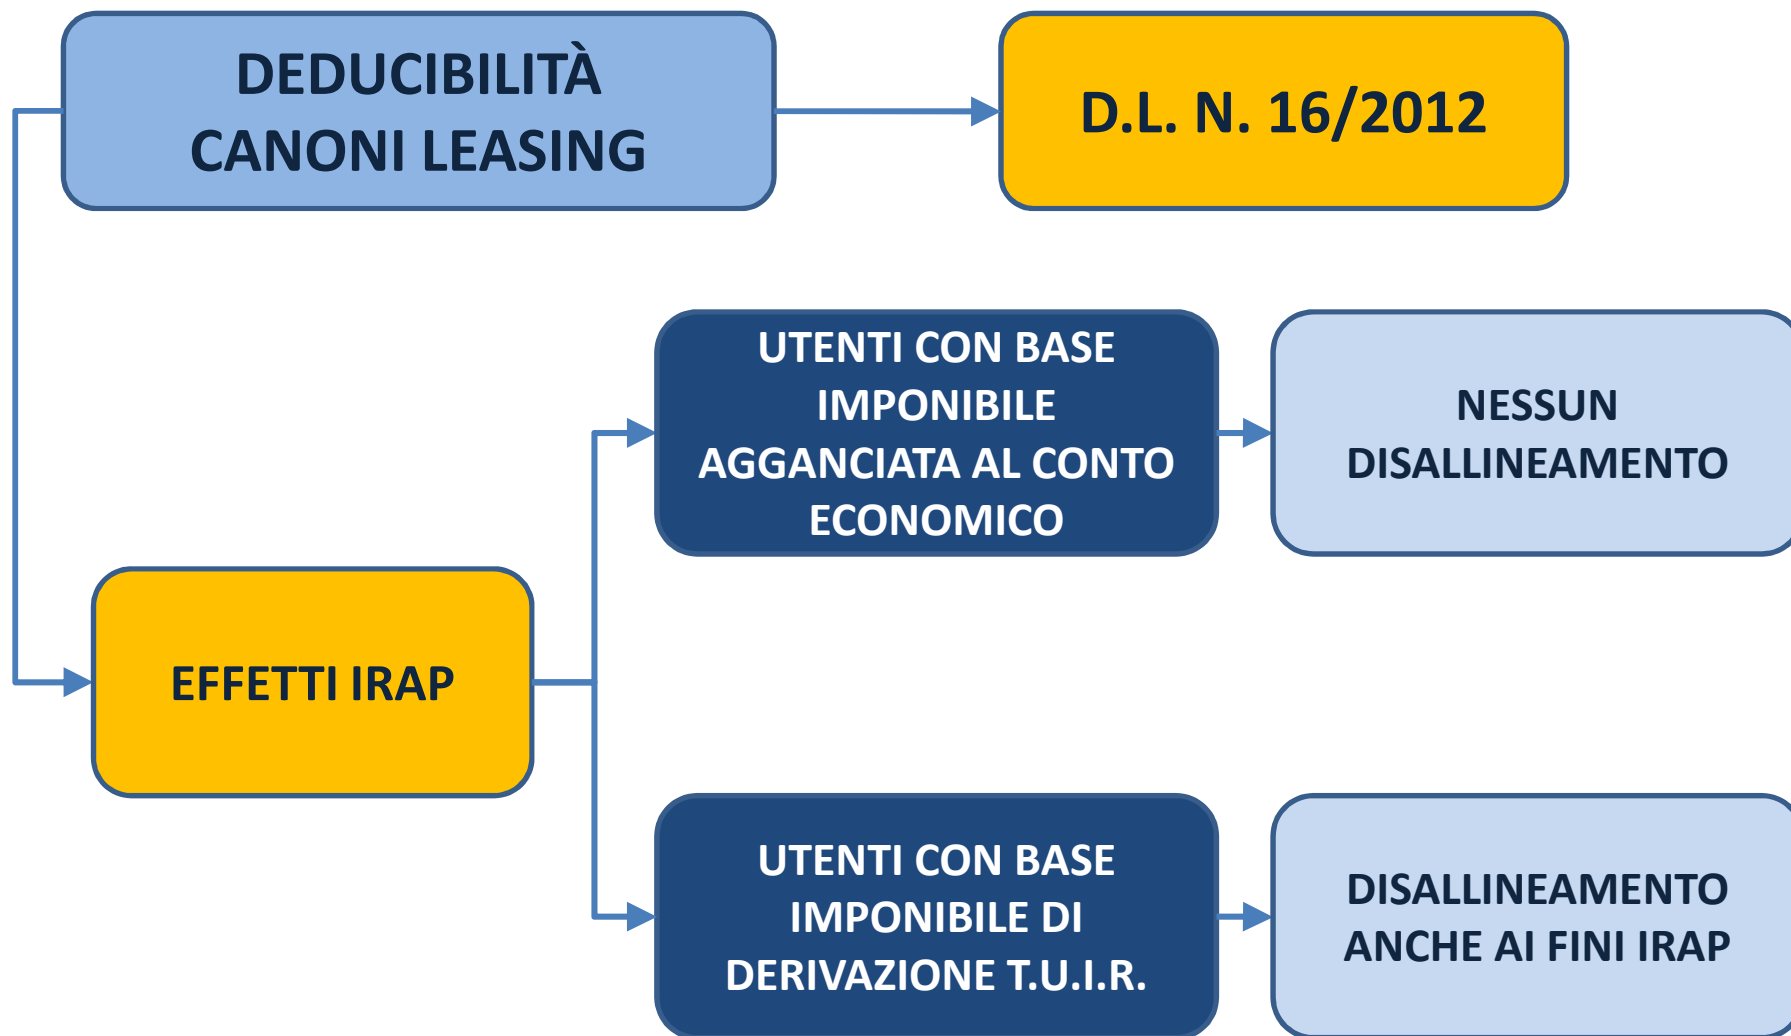 DEDUCIBILITÀ
CANONI LEASING
D.L. N. 16/2012
UTENTI CON BASE
IMPONIBILE
AGGANCIATA AL CONTO
ECONOMICO
NESSUN
DISALLINEAMENTO
EFFETTI IRAP
UTENTI CON BASE
IMPONIBILE DI
DERIVAZIONE T.U.I.R.
DISALLINEAMENTO
ANCHE AI FINI IRAP